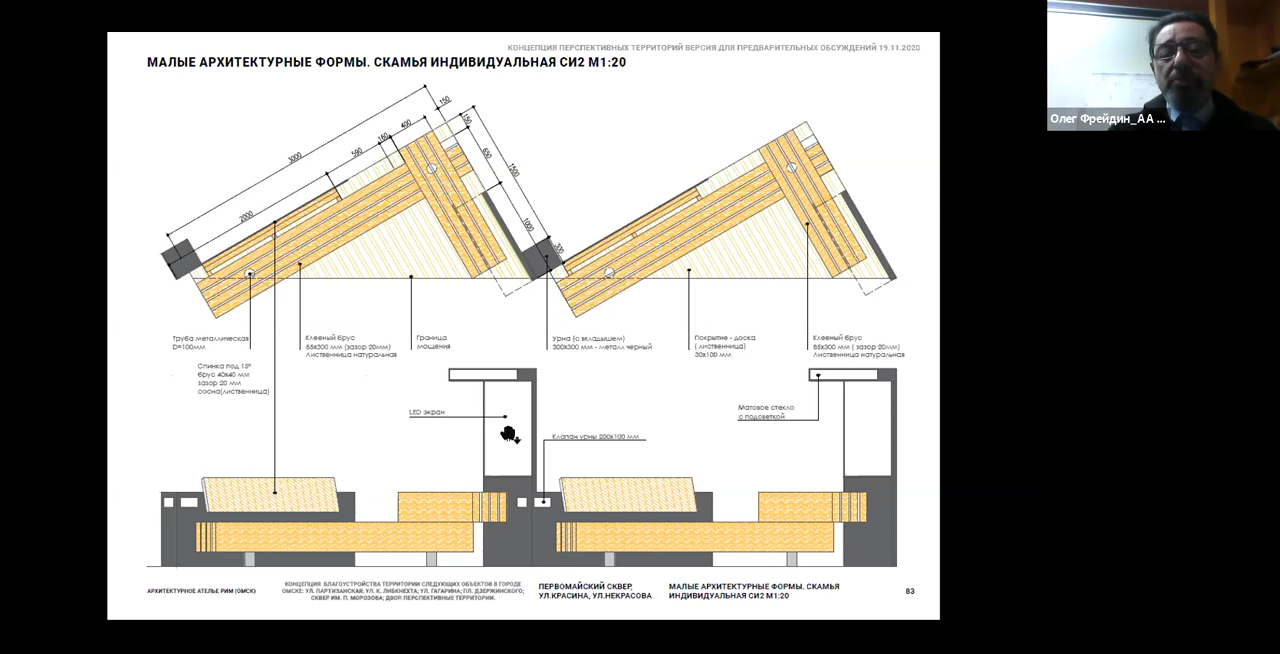 КОНЦЕПЦИЯ ПЕРСПЕКТИВНЫХ ТЕРРИТОРИЙ ВЕРСИЯ ДЛЯ ПРЕДВАРИТЕЛЬНЫХ ОБСУЖДЕНИЙ 19.11.2020
МАЛЫЕ АРХИТЕКТУРНЫЕ ФОРМЫ. СКАМЬЯ ИНДИВИДУАЛЬНАЯ СИ2 М1:20
Олег Фрейдин_АА ...
150
400
160
590
3000
2000
150
650
1500
1000
300
Труба металлическая
D=100мм
Клееный брус
85х300 мм (зазор 20мм)
Лиственница натуральная
Граница
мощения
Урна (с вкладышем)
300х300 мм - металл черный
Покрытие - доска
( лиственница)
30х100 мм
Клееный брус
85х300 мм ( зазор 20мм)
Лиственница натуральная
Спинка под 15°
брус 40х40 мм
зазор 20 мм
сосна(лиственница)
LED экран
Клапан урны 200х100 мм
Матовое стекло
с подсветкой
АРХИТЕКТУРНОЕ АТЕЛЬЕ РИМ (ОМСК)
КОНЦЕПЦИЯ БЛАГОУСТРОЙСТВА ТЕРРИТОРИИ СЛЕДУЮЩИХ ОБЪЕКТОВ В ГОРОДЕ
ОМСКЕ: УЛ. ПАРТИЗАНСКАЯ; УЛ. К. ЛИБКНЕХТА; УЛ. ГАГАРИНА; ПЛ. ДЗЕРЖИНСКОГО;
СКВЕР ИМ. П. МОРОЗОВА; ДВОР. ПЕРСПЕКТИВНЫЕ ТЕРРИТОРИИ.
ПЕРВОМАЙСКИЙ СКВЕР,
УЛ.КРАСИНА, УЛ.НЕКРАСОВА
МАЛЫЕ АРХИТЕКТУРНЫЕ ФОРМЫ. СКАМЬЯ
ИНДИВИДУАЛЬНАЯ СИ2 М1:20
83